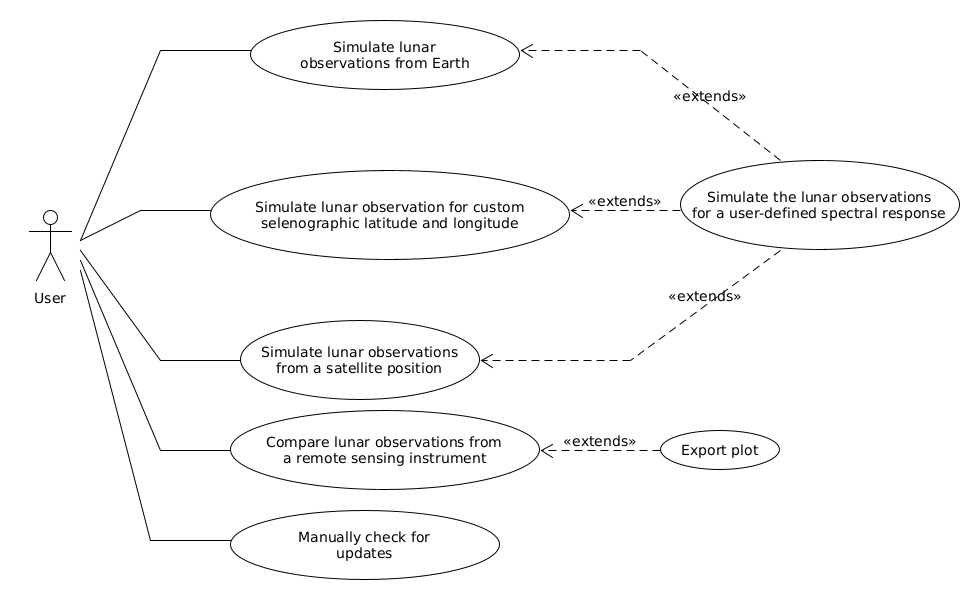 Simulate lunar
observations from Earth
«extends»
Simulate lunar observation for custom
selenographic latitude and longitude
«extends»
Simulate the lunar observations
for a user-defined spectral response
User
«extends»
Simulate lunar observations
from a satellite position
Compare lunar observations from
a remote sensing instrument
«extends»
Export plot
Manually check for
updates